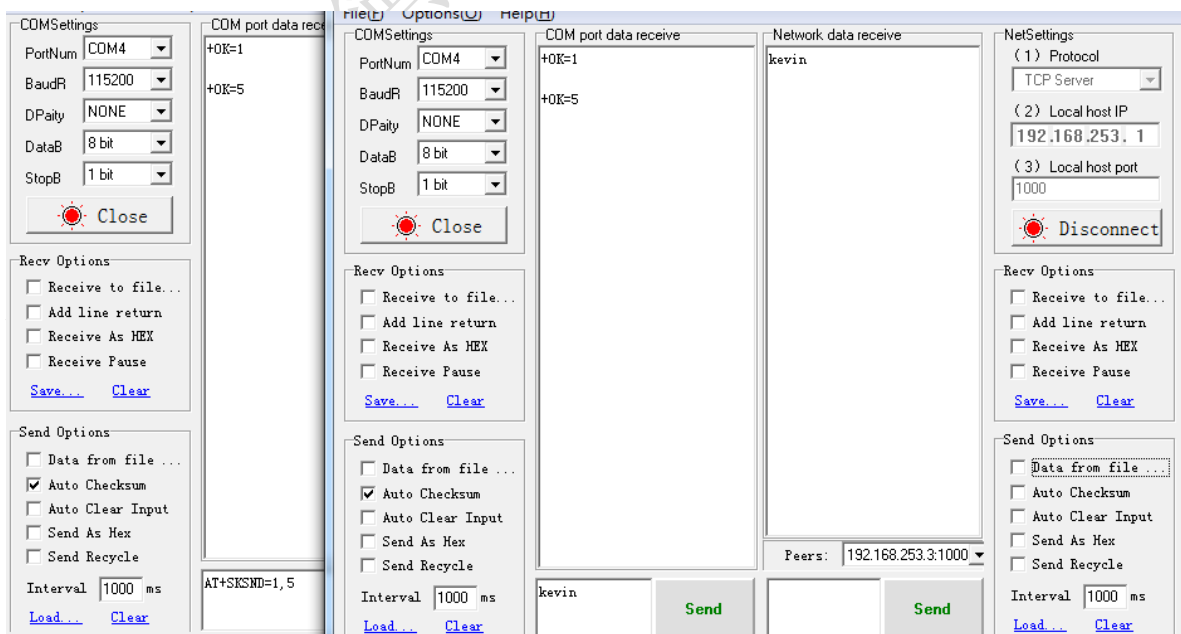 COMSettings
PortNum COM4
BaudR 115200
DPaity NONE
DataB 8 bit
StopB 1 bit
Close
Recv Options
Receive to file...
Add line return
Receive As HEX
Receive Pause
Save... Clear
Send Options
Data from file ...
Auto Checksum
Auto Clear Input
Send As Hex
Send Recycle
Interval 1000 ms
Load... Clear
COM port data rece
+OK=1
+OK=5
AT+SKSND=1,5
File(F) Options(O) Help(H)
COMSettings
PortNum COM4
BaudR 115200
DPaity NONE
DataB 8 bit
StopB 1 bit
Close
Recv Options
Receive to file...
Add line return
Receive As HEX
Receive Pause
Save... Clear
Send Options
Data from file ...
Auto Checksum
Auto Clear Input
Send As Hex
Send Recycle
Interval 1000 ms
Load... Clear
COM port data receive
+OK=1
+OK=5
kevin
Send
Network data receive
kevin
Peers: 192.168.253.3:1000
Send
NetSettings
(1) Protocol
TCP Server
(2) Local host IP
192.168.253. 1
(3) Local host port
1000
Disconnect
Recv Options
Receive to file...
Add line return
Receive As HEX
Receive Pause
Save... Clear
Send Options
Data from file ...
Auto Checksum
Auto Clear Input
Send As Hex
Send Recycle
Interval 1000 ms
Load... Clear